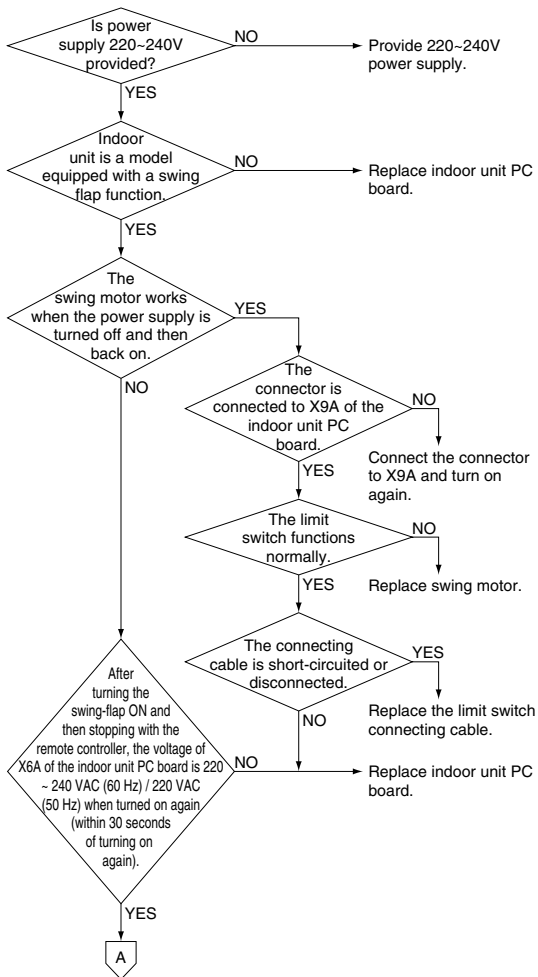 Is power
supply 220~240V
provided?
NO
Provide 220~240V
power supply.
YES
Indoor
unit is a model
equipped with a swing
flap function.
NO
Replace indoor unit PC
board.
YES
The
swing motor works
when the power supply is
turned off and then
back on.
YES
NO
The
connector is
connected to X9A of the
indoor unit PC
board.
NO
Connect the connector
to X9A and turn on
again.
YES
The limit
switch functions
normally.
NO
Replace swing motor.
YES
The connecting
cable is short-circuited or
disconnected.
YES
Replace the limit switch
connecting cable.
NO
After
turning the
swing-flap ON and
then stopping with the
remote controller, the voltage of
X6A of the indoor unit PC board is 220
~ 240 VAC (60 Hz) / 220 VAC
(50 Hz) when turned on again
(within 30 seconds
of turning on
again).
NO
Replace indoor unit PC
board.
YES
A